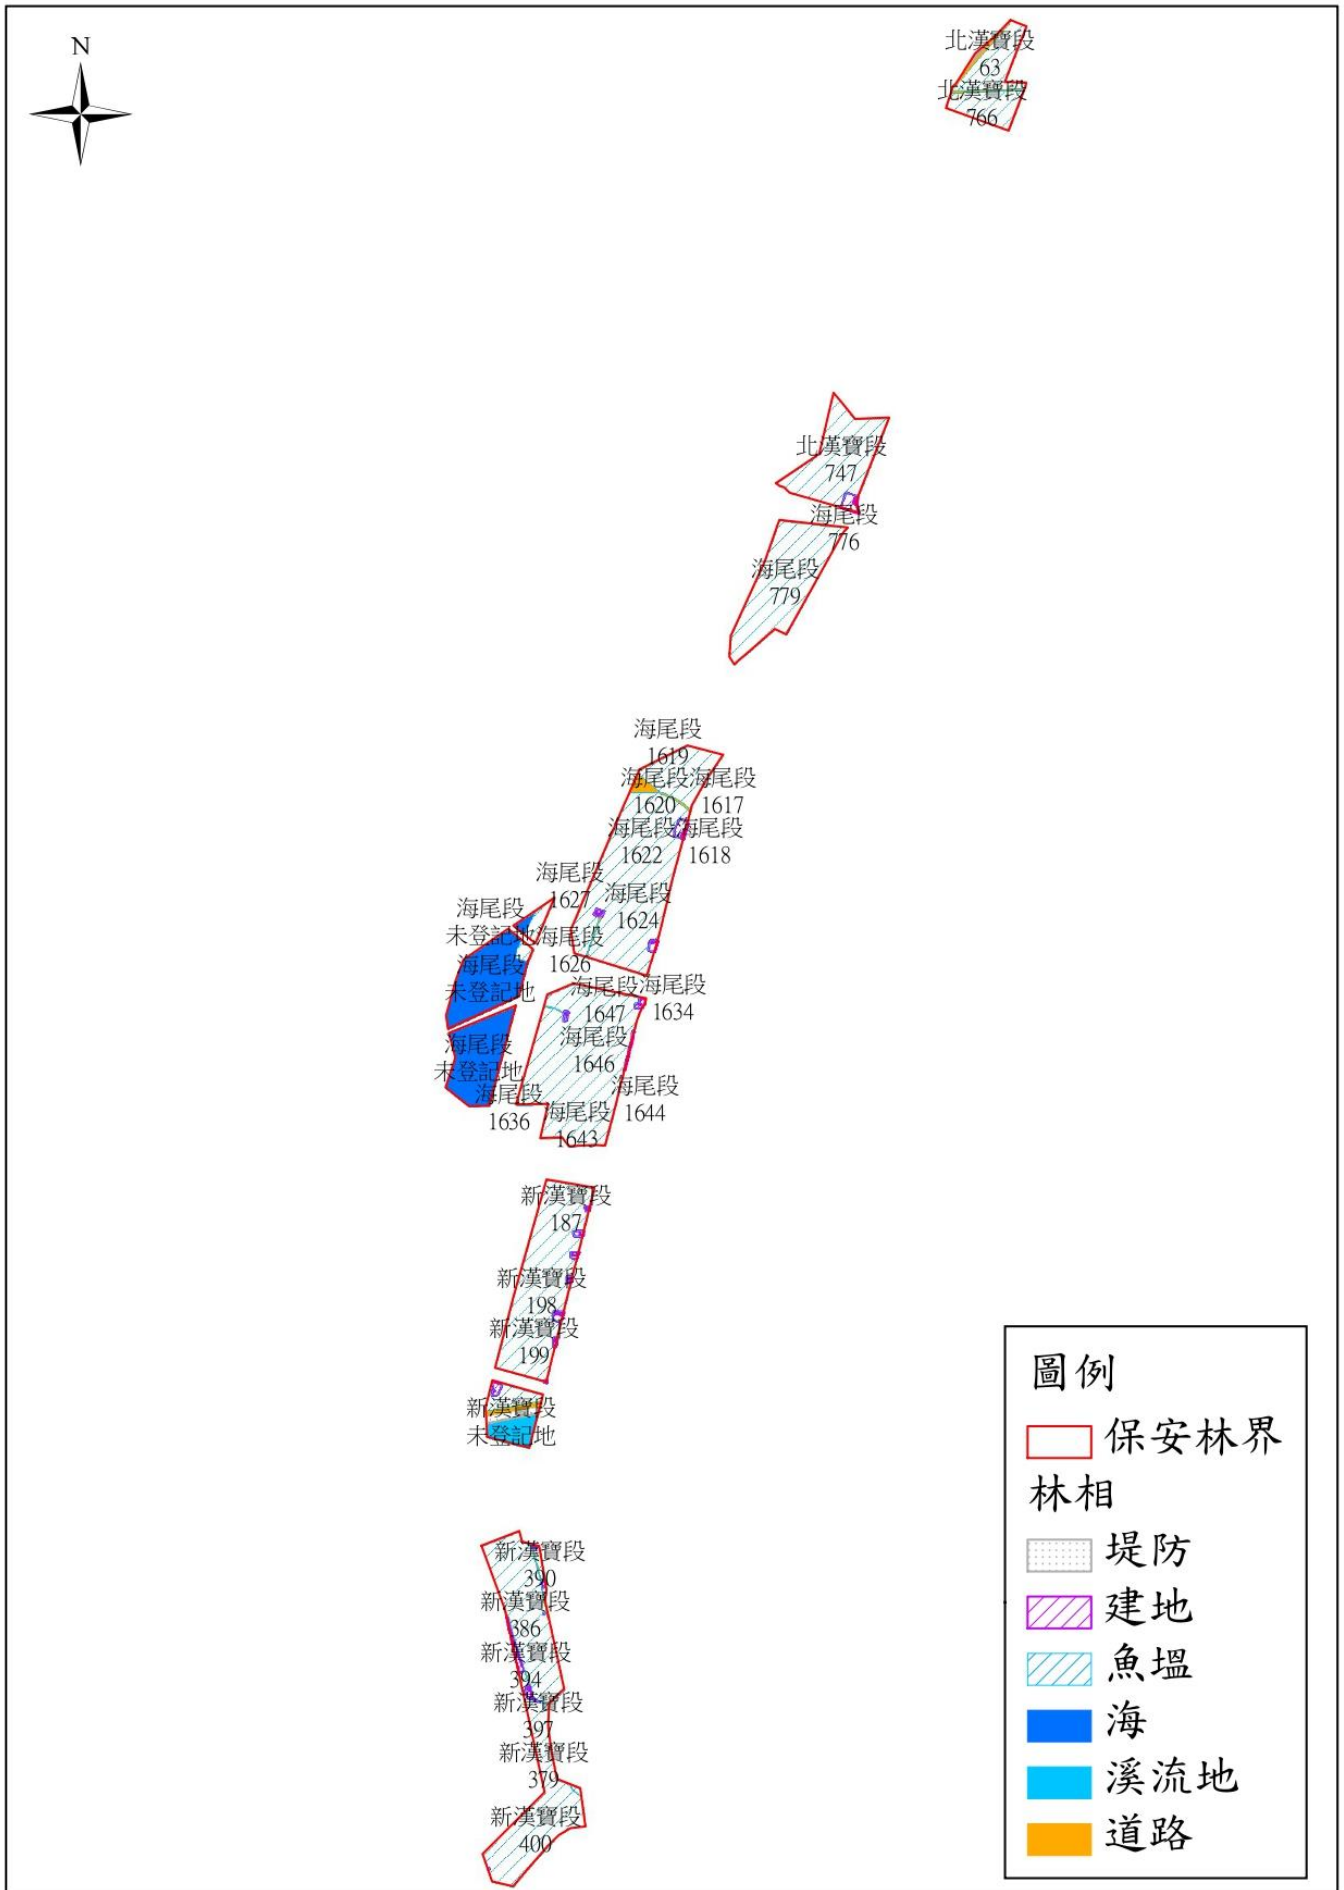 N
北漢寶段
63
北漢寶段
766
北漢寶段
747
海尾段
776
海尾段
779
海尾段
1619
海尾段
1620
海尾段
1617
海尾段
1622
海尾段
1618
海尾段
1627
海尾段
1624
海尾段
未登記地
海尾段
1626
海尾段
未登記地
海尾段
1647
海尾段
1634
海尾段
1646
海尾段
未登記地
海尾段
1636
海尾段
1644
海尾段
1643
新漢寶段
187
新漢寶段
198
新漢寶段
199
新漢寶段
未登記地
新漢寶段
390
新漢寶段
386
新漢寶段
394
新漢寶段
397
新漢寶段
379
新漢寶段
400
圖例
保安林界
林相
堤防
建地
魚塭
海
溪流地
道路